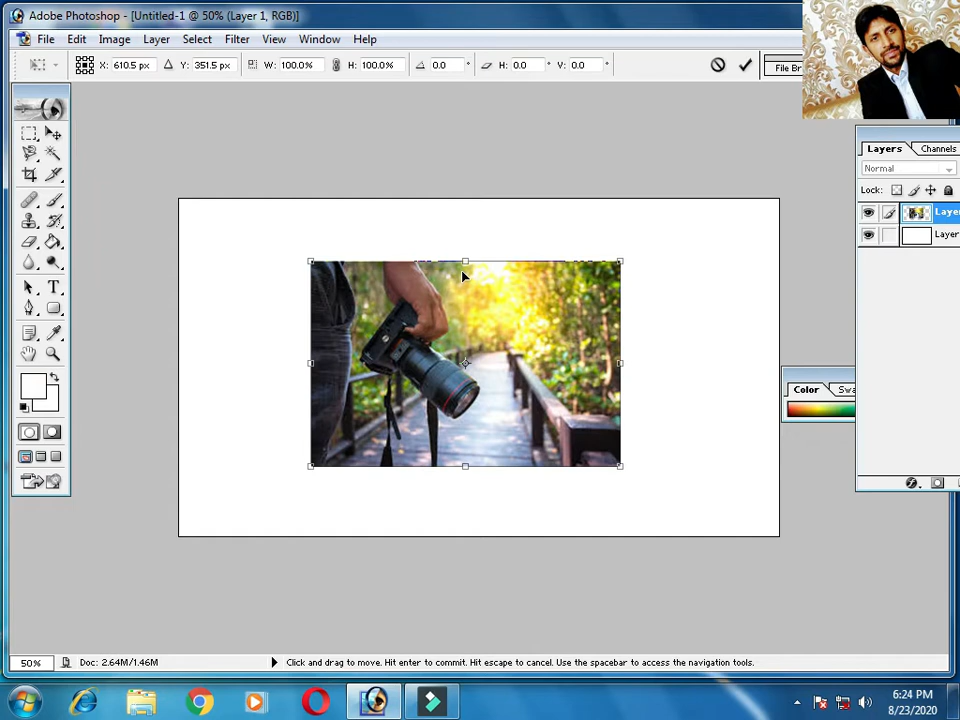 Adobe Photoshop - [Untitled-1 @ 50% (Layer 1, RGB)]
File Edit Image Layer Select Filter View Window Help
X: 610.5 px Y: 351.5 px W: 100.0% H: 100.0% 0.0 ° H: 0.0 V: 0.0 °
File Br
Layers Channels
Normal
Lock:
Laye
Layer
Color Swa
T
50% Doc: 2.64M/1.46M Click and drag to move. Hit enter to commit. Hit escape to cancel. Use the spacebar to access the navigation tools.
6:24 PM
8/23/2020